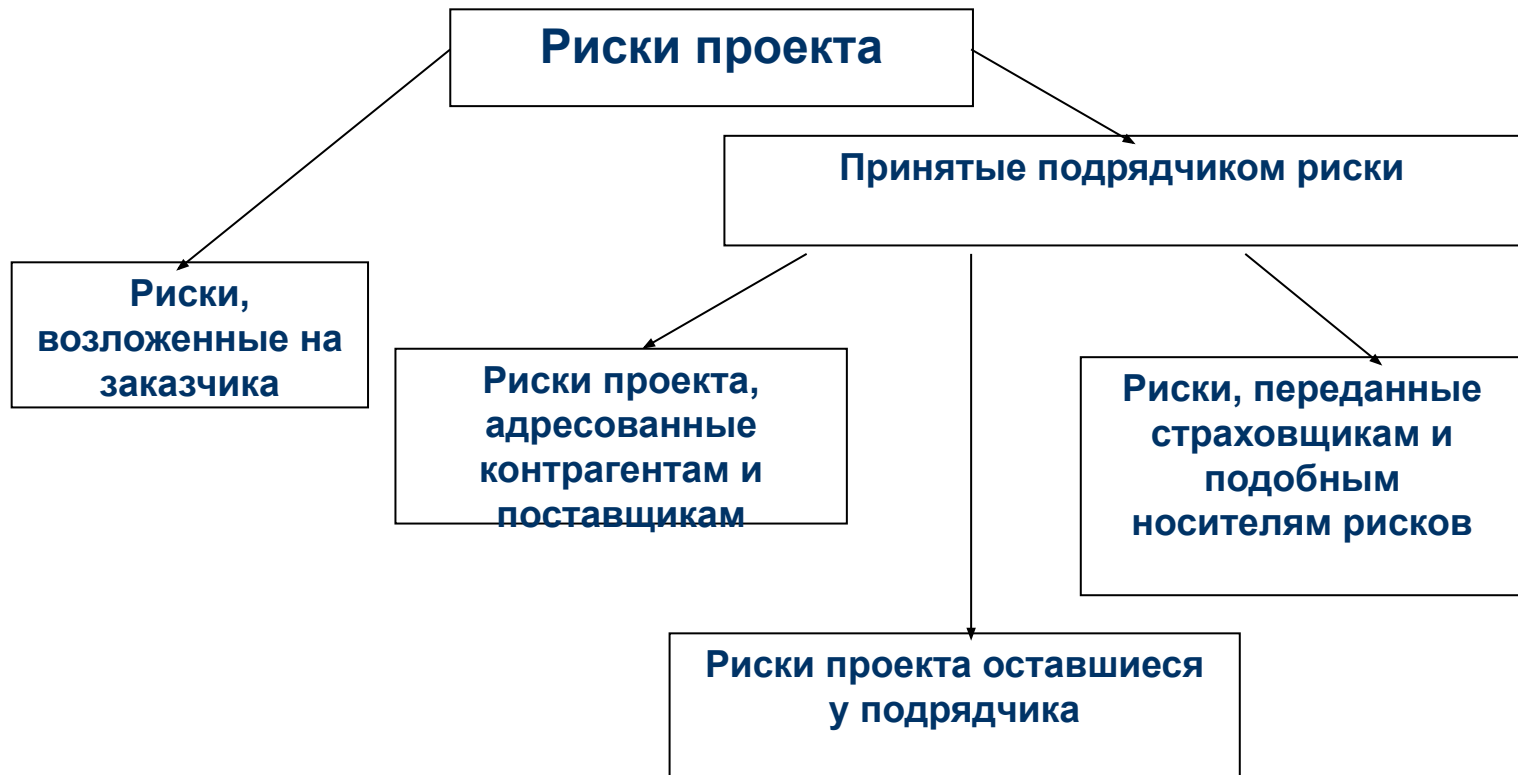 Риски проекта
Принятые подрядчиком риски
Риски,
возложенные на
заказчика
Риски проекта,
адресованные
контрагентам и
поставщикам
Риски, переданные
страховщикам и
подобным
носителям рисков
Риски проекта оставшиеся
у подрядчика